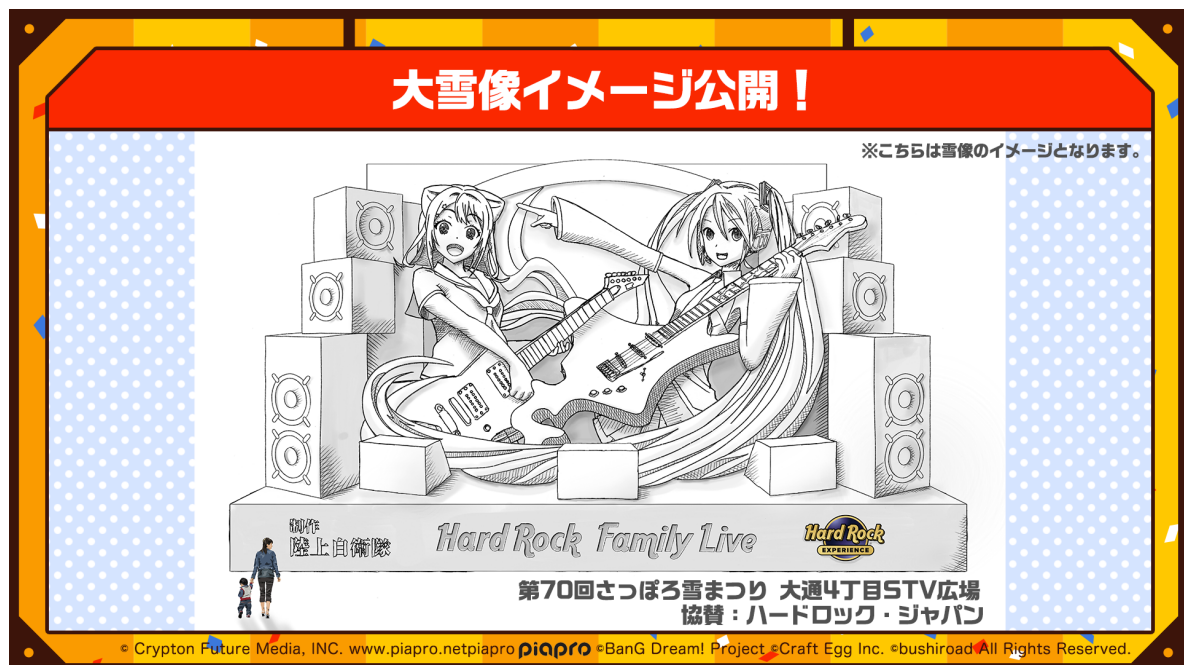 大雪像イメージ公開！
※こちらは雪像のイメージとなります。
制作
陸上自衛隊
Hard Rock Family Live
Hard Rock
EXPERIENCE
第70回さっぽろ雪まつり 大通4丁目STV広場
協賛：ハードロック・ジャパン
© Crypton Future Media, INC. www.piapro.netpiapro piapro ©BanG Dream! Project ©Craft Egg Inc. ©bushiroad All Rights Reserved.